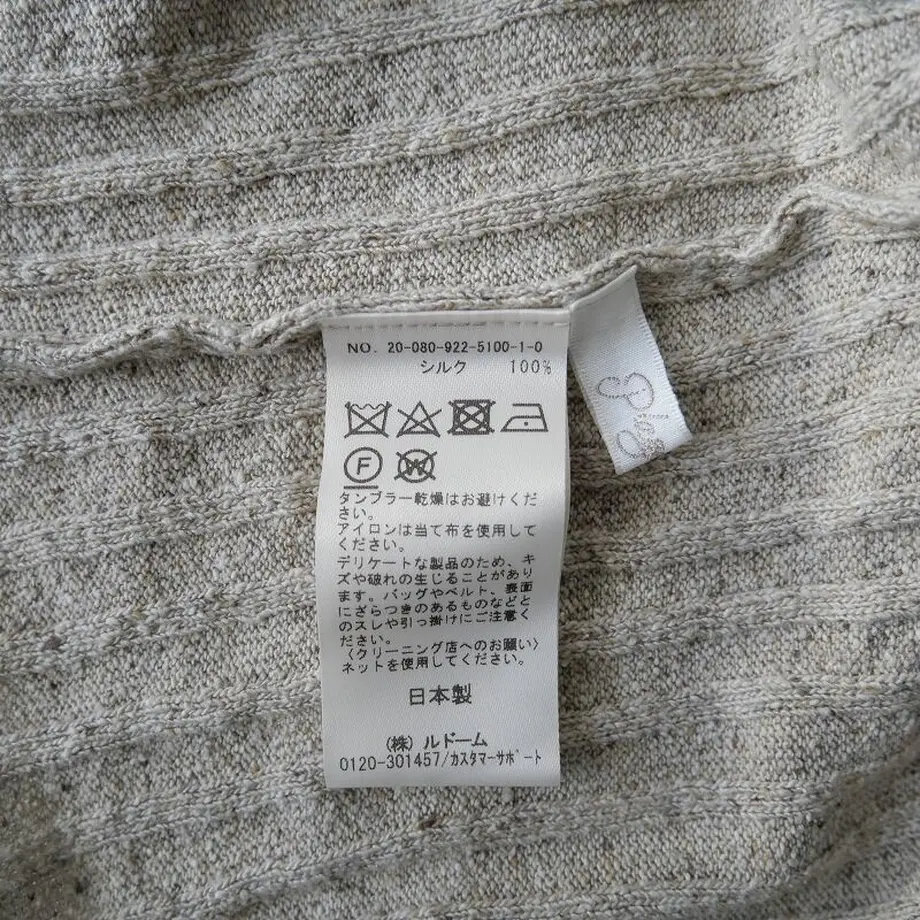 NO. 20-080-922-5100-1-0
シルク 100%
F
W
タンブラー乾燥はお避けくだ
さい。
アイロンは当て布を使用して
ください。
デリケートな製品のため、キ
ズや破れの生じることがあり
ます。バッグやベルト、表面
にざらつきのあるものなどと
のスレや引っ掛けにご注意く
ださい。
〈クリーニング店へのお願い〉
ネットを使用してください。
日本製
(株) ルドーム
0120-301457/カスタマーサポート